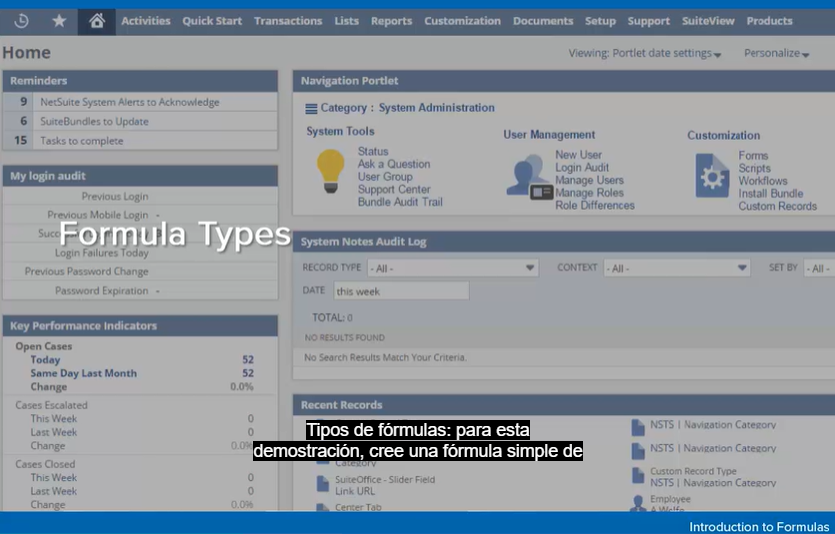 Activities Quick Start Transactions Lists Reports Customization Documents Setup Support SuiteView Products
Home
Viewing: Portlet date settings Personalize
Reminders
9 NetSuite System Alerts to Acknowledge
6 SuiteBundles to Update
15 Tasks to complete
My login audit
Previous Login
Previous Mobile Login -
Login Failures Today
Previous Password Change
Password Expiration -
Formula Types
Key Performance Indicators
Open Cases
Today 52
Same Day Last Month 52
Change 0.0%
Cases Escalated
This Week 0
Last Week 0
Change 0.0%
Cases Closed
This Week 0
Last Week 0
Change 0.0%
Navigation Portlet
Category : System Administration
System Tools
Status
Ask a Question
User Group
Support Center
Bundle Audit Trail
User Management
New User
Login Audit
Manage Users
Manage Roles
Role Differences
Customization
Forms
Scripts
Workflows
Install Bundle
Custom Records
System Notes Audit Log
RECORD TYPE - All - CONTEXT - All - SET BY - All -
DATE this week
TOTAL: 0
NO RESULTS FOUND
No Search Results Match Your Criteria.
Recent Records
Category
SuiteOffice - Slider Field
Link URL
Center Tab
NSTS | Navigation Category
NSTS | Navigation Category
Custom Record Type
NSTS | Navigation Category
Employee
Tipos de fórmulas: para esta
demostración, cree una fórmula simple de
Introduction to Formulas